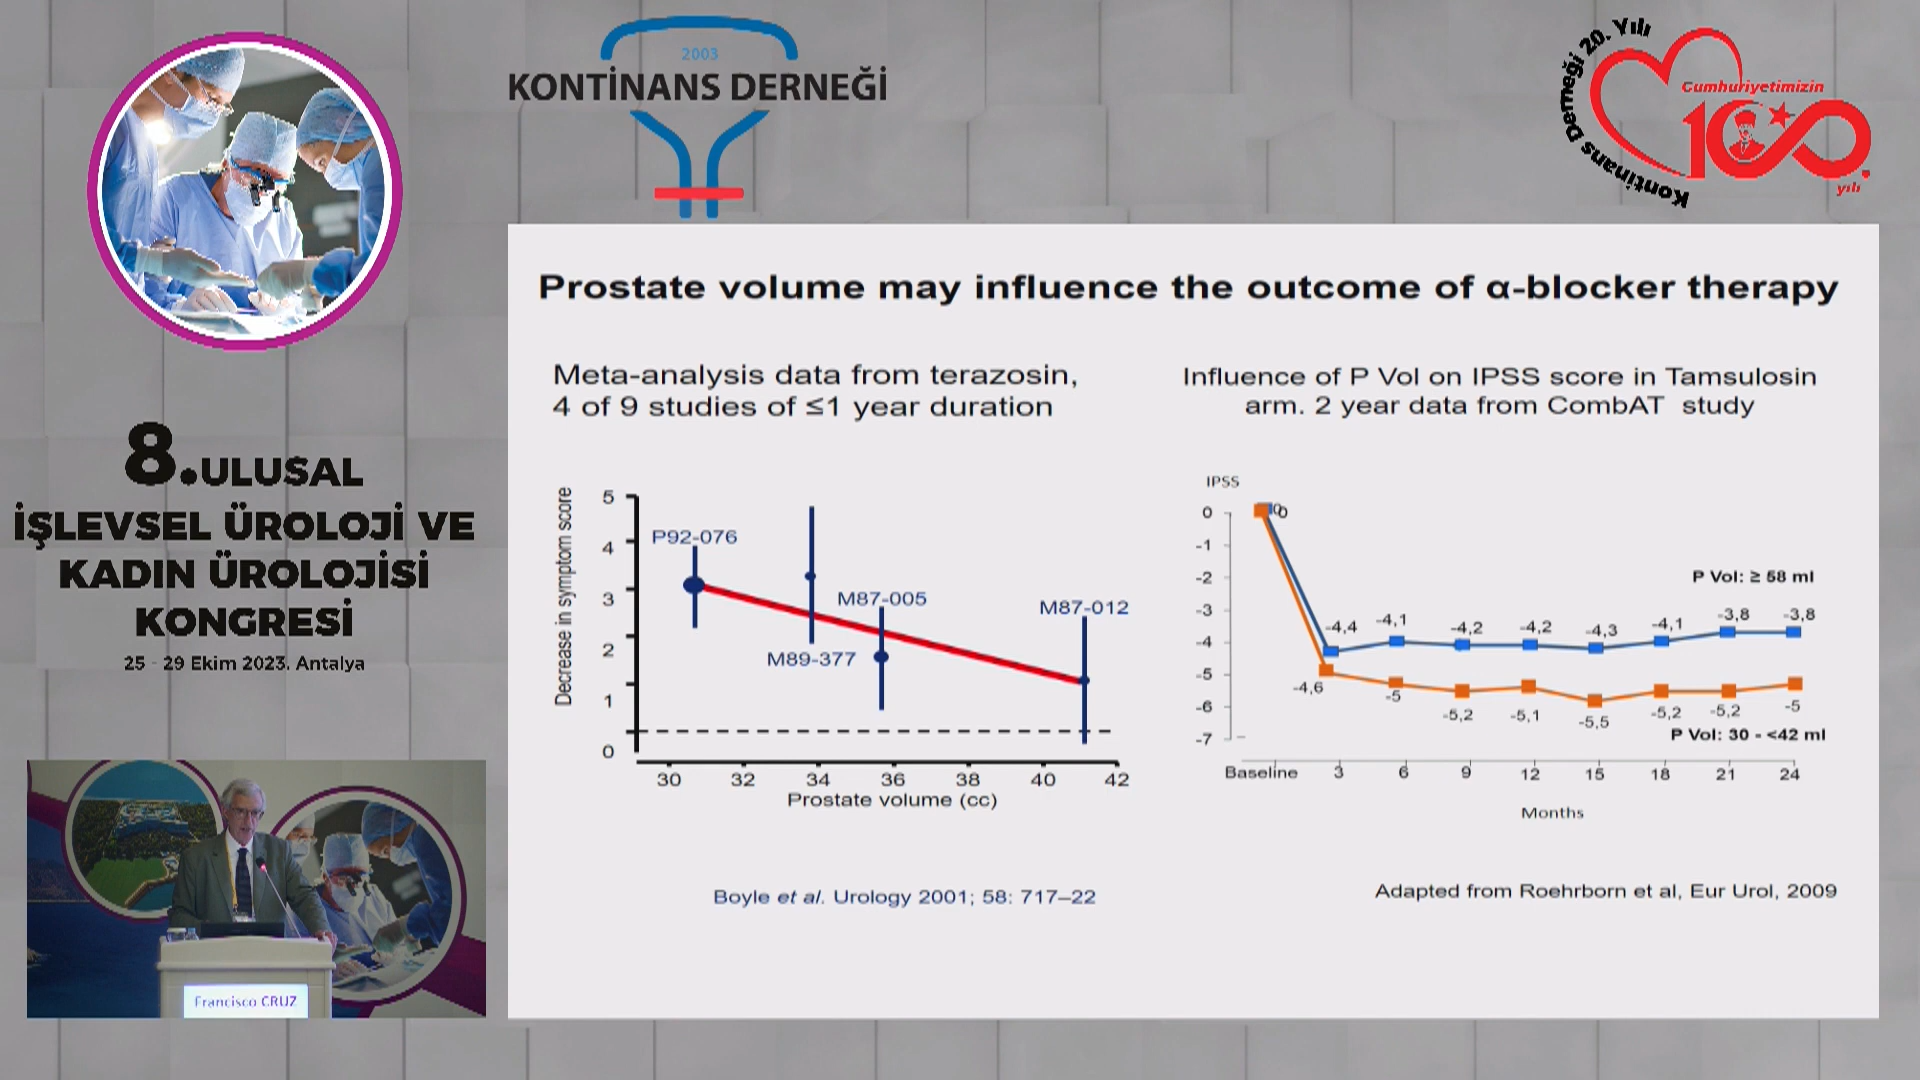 2003
KONTİNANS DERNEĞİ
Kontinans Derneği 20. Yılı
Cumhuriyetimizin
100.
yılı
8.ULUSAL
İŞLEVSEL ÜROLOJİ VE
KADIN ÜROLOJİSİ
KONGRESİ
25 - 29 Ekim 2023. Antalya
Francisco CRUZ
Prostate volume may influence the outcome of α-blocker therapy
Meta-analysis data from terazosin,
4 of 9 studies of ≤1 year duration
Decrease in symptom score
5
4
3
2
1
0
P92-076
M89-377
M87-005
M87-012
30 32 34 36 38 40 42
Prostate volume (cc)
Boyle et al. Urology 2001; 58: 717–22
Influence of P Vol on IPSS score in Tamsulosin
arm. 2 year data from CombAT study
IPSS
0
-1
-2
-3
-4
-5
-6
-7
0 0
P Vol: ≥ 58 ml
-4,4 -4,1 -4,2 -4,2 -4,3 -4,1 -3,8 -3,8
-4,6 -5 -5,2 -5,1 -5,5 -5,2 -5,2 -5
P Vol: 30 - <42 ml
Baseline 3 6 9 12 15 18 21 24
Months
Adapted from Roehrborn et al, Eur Urol, 2009